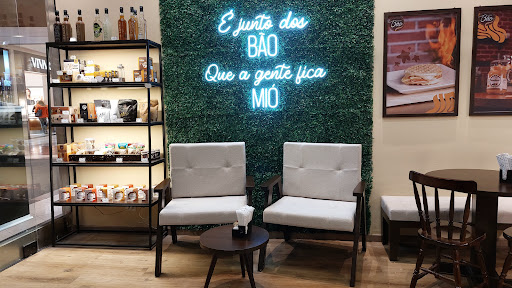 É junto dos
BÃO
Que a gente fica
MIÓ